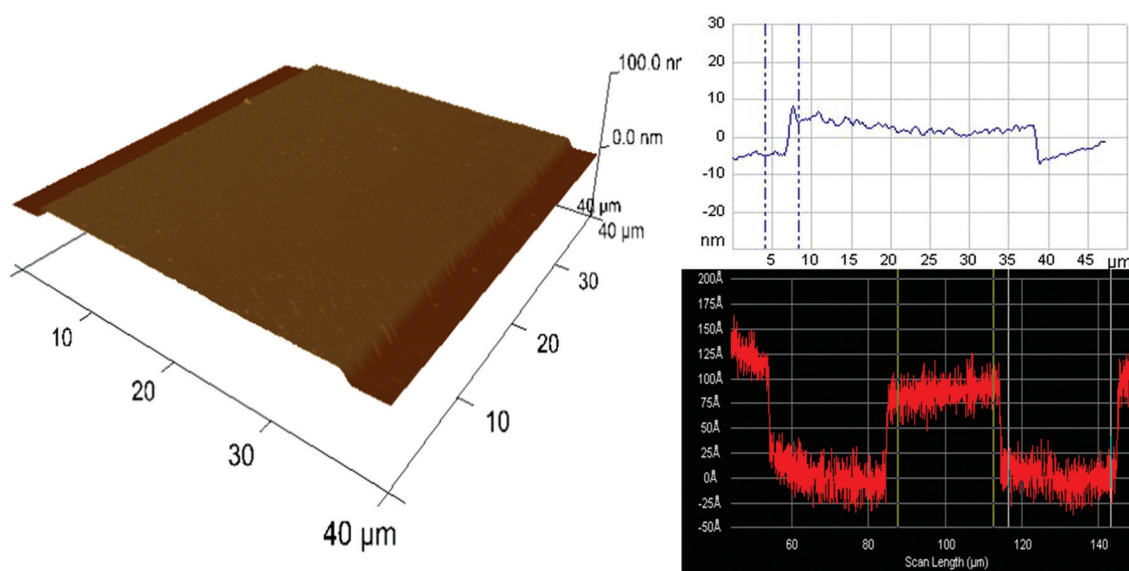 100.0 nr
0.0 nm
40 µm
40 µm
30
20
10
10
20
30
40 µm
30
20
10
0
-10
-20
nm
5 10 15 20 25 30 35 40 45 µm
200Å
175Å
150Å
125Å
100Å
75Å
50Å
25Å
0Å
-25Å
-50Å
60 80 100 120 140
Scan Length (µm)